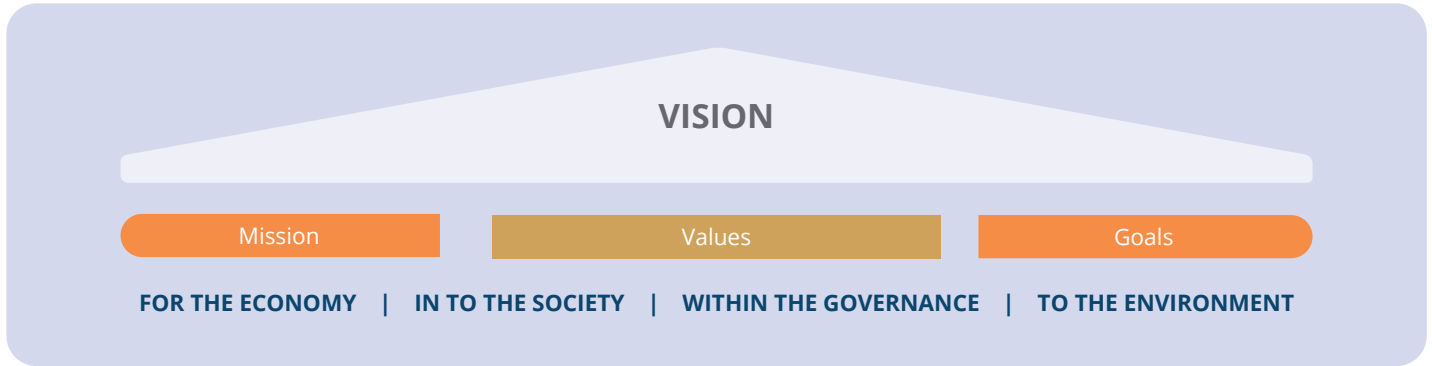 VISION
Mission Values Goals
FOR THE ECONOMY | IN TO THE SOCIETY | WITHIN THE GOVERNANCE | TO THE ENVIRONMENT